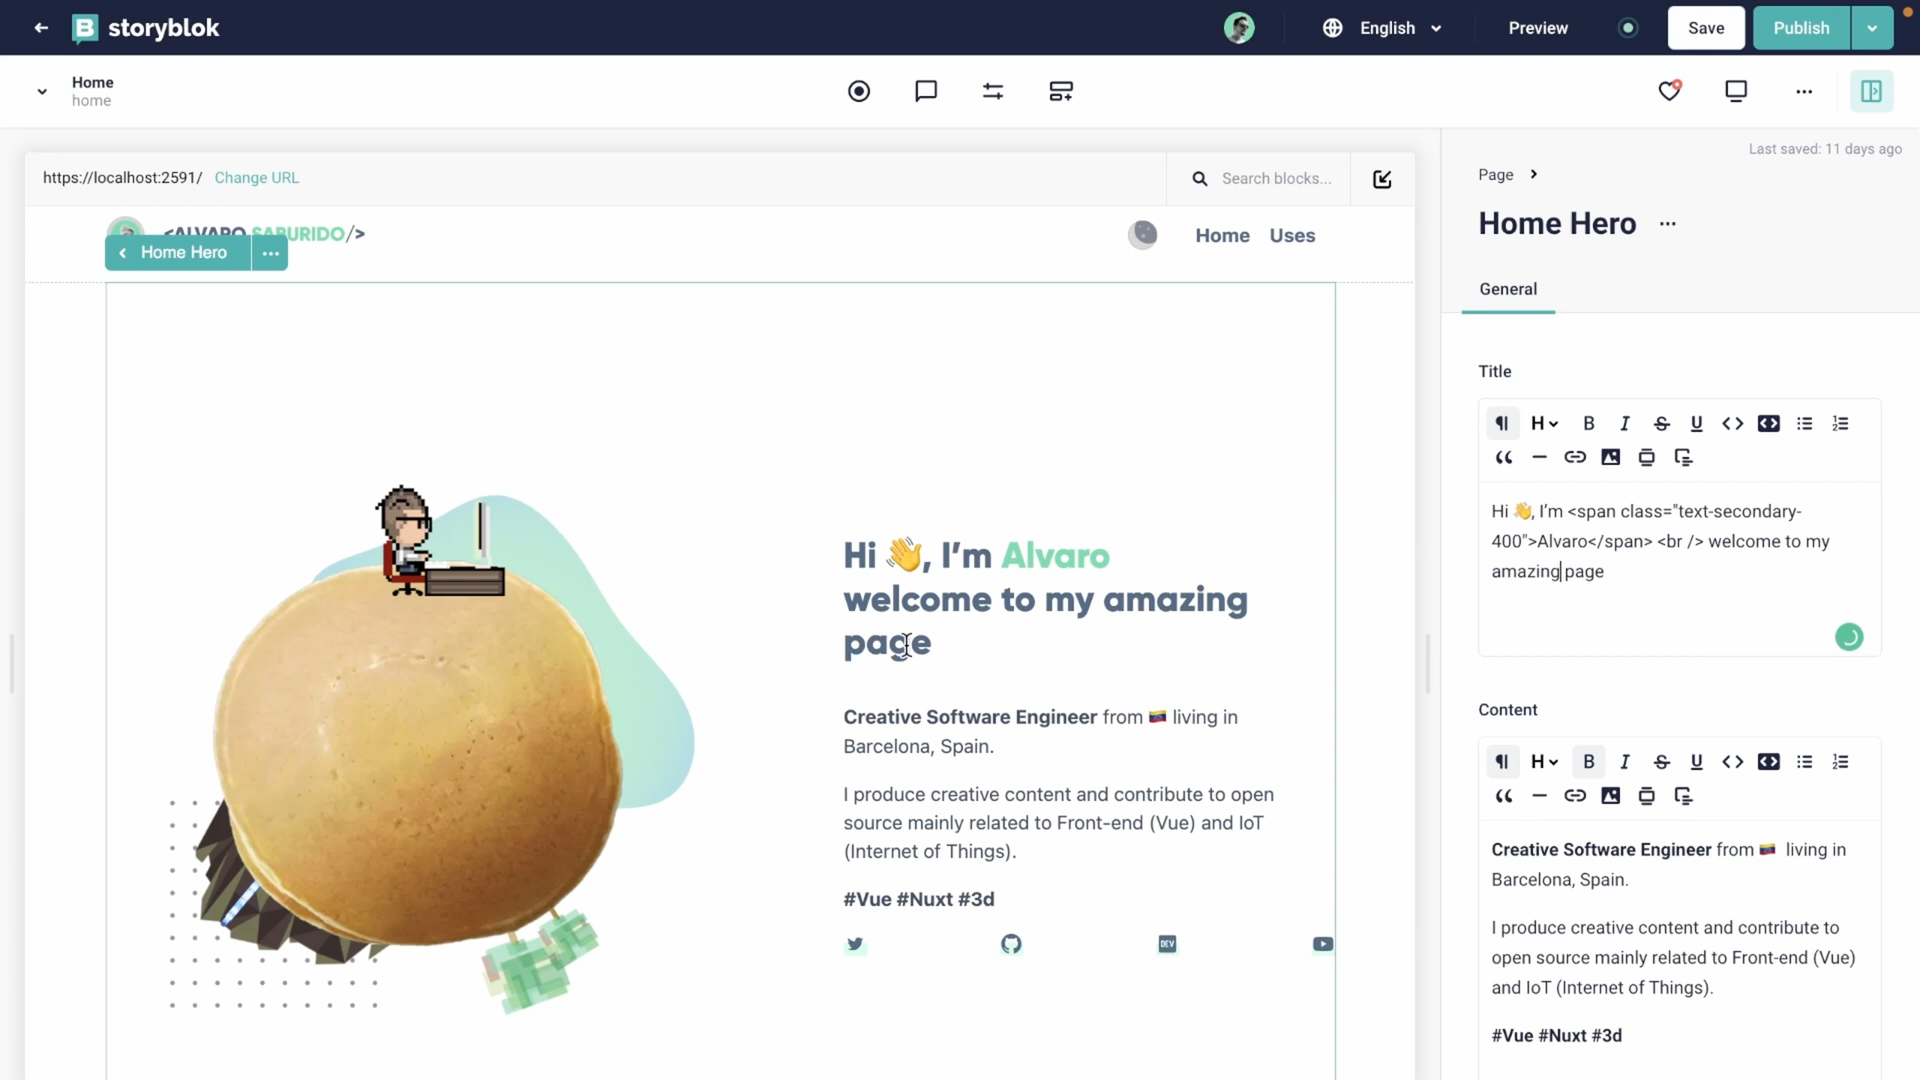 storyblok
English
Preview
Save
Publish
Home
home
Last saved: 11 days ago
https://localhost:2591/ Change URL
Search blocks...
Page
Home Hero
General
<ALVARO SABURIDO/>
Home Uses
Home Hero
Hi 👋, I’m Alvaro
welcome to my amazing
page
Creative Software Engineer from 🇻🇪 living in
Barcelona, Spain.
I produce creative content and contribute to open
source mainly related to Front-end (Vue) and IoT
(Internet of Things).
#Vue #Nuxt #3d
DEV
Title
H B I S U
Hi 👋, I’m <span class="text-secondary-
400">Alvaro</span> <br /> welcome to my
amazing page
Content
H B I S U
Creative Software Engineer from 🇻🇪 living in
Barcelona, Spain.
I produce creative content and contribute to
open source mainly related to Front-end (Vue)
and IoT (Internet of Things).
#Vue #Nuxt #3d